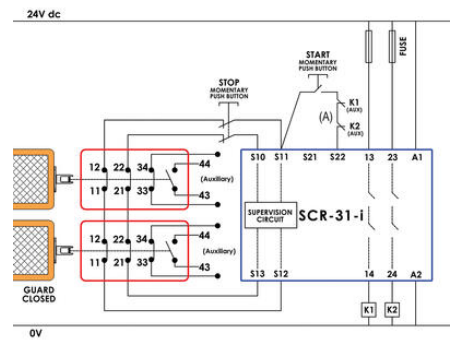 24V dc
START
MOMENTARY
PUSH BUTTON
FUSE
STOP
MOMENTARY
PUSH BUTTON
K1
(AUX)
(A)
K2
(AUX)
S10 S11 S21 S22 13 23 A1
12 22 34 44
(Auxiliary)
11 21 33 43
SUPERVISION
CIRCUIT
SCR-31-i
12 22 34 44
(Auxiliary)
11 21 33 43
S13 S12 14 24 A2
GUARD
CLOSED
K1 K2
0V